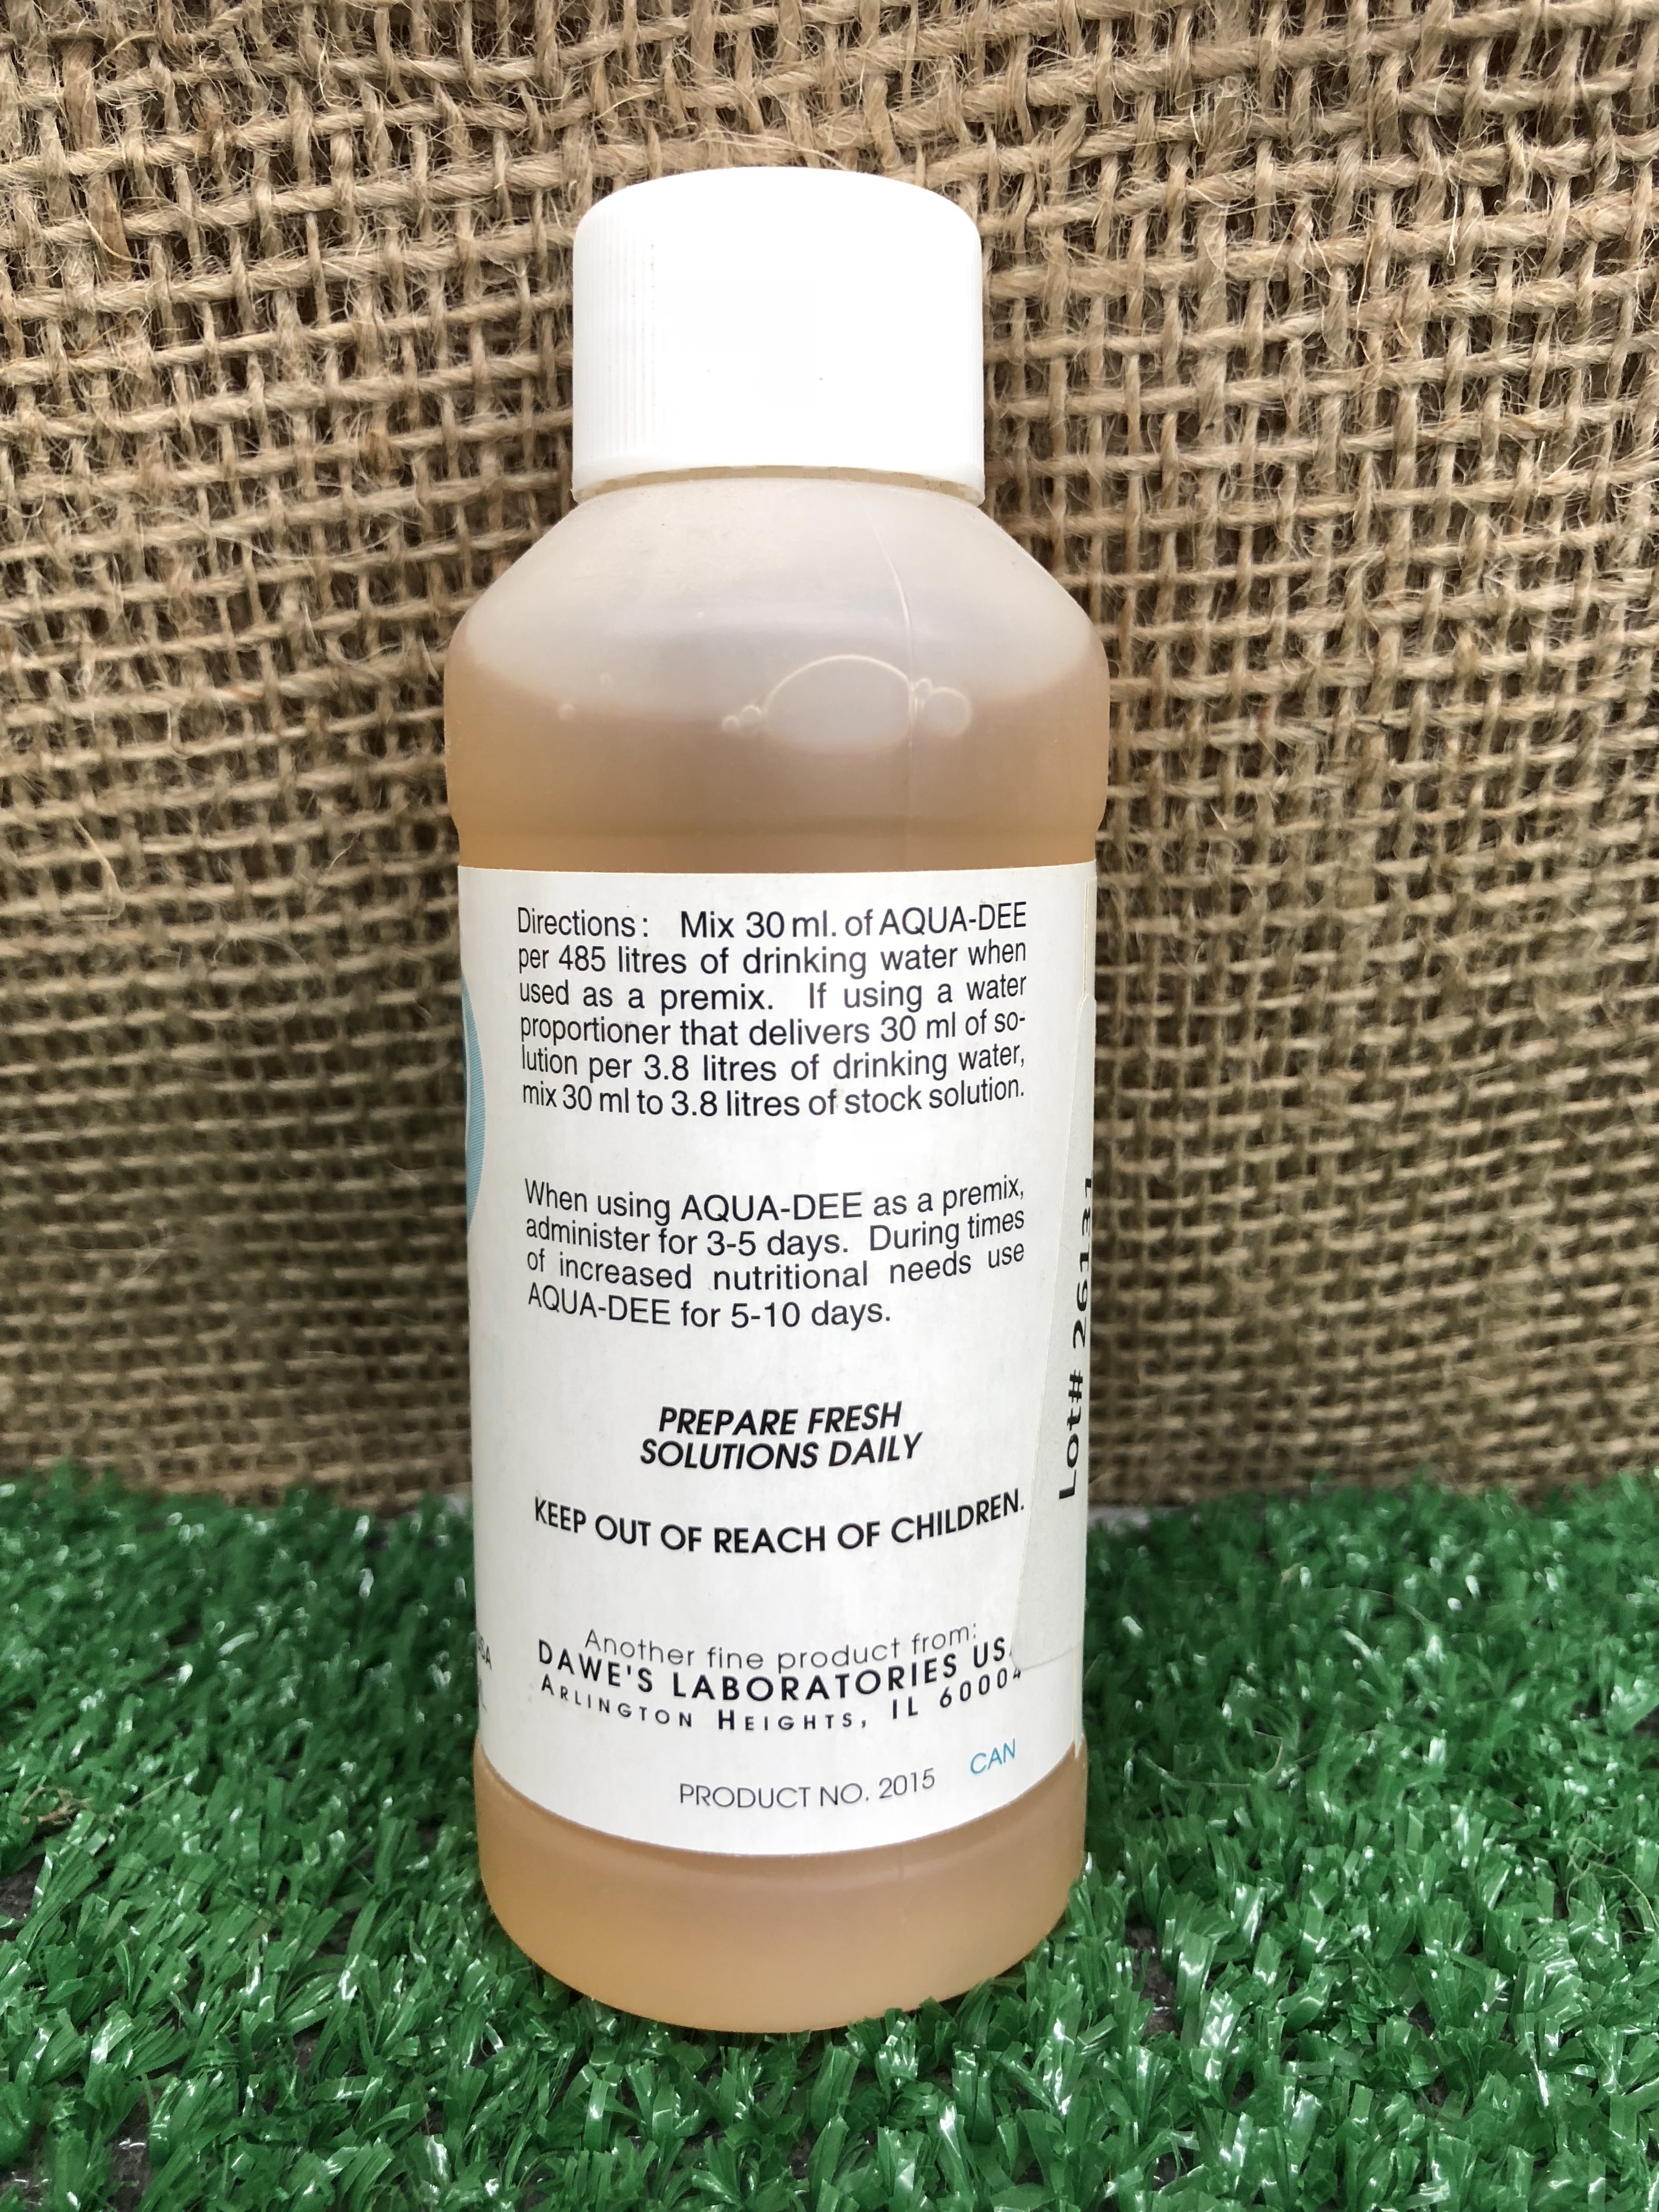 Directions: Mix 30 ml. of AQUA-DEE
per 485 litres of drinking water when
used as a premix. If using a water
proportioner that delivers 30 ml of so-
lution per 3.8 litres of drinking water,
mix 30 ml to 3.8 litres of stock solution.
When using AQUA-DEE as a premix,
administer for 3-5 days. During times
of increased nutritional needs use
AQUA-DEE for 5-10 days.
PREPARE FRESH
SOLUTIONS DAILY
KEEP OUT OF REACH OF CHILDREN.
Another fine product from:
DAWE'S LABORATORIES US
ARLINGTON HEIGHTS, IL 60004
PRODUCT NO. 2015
CAN
Lot# 26131